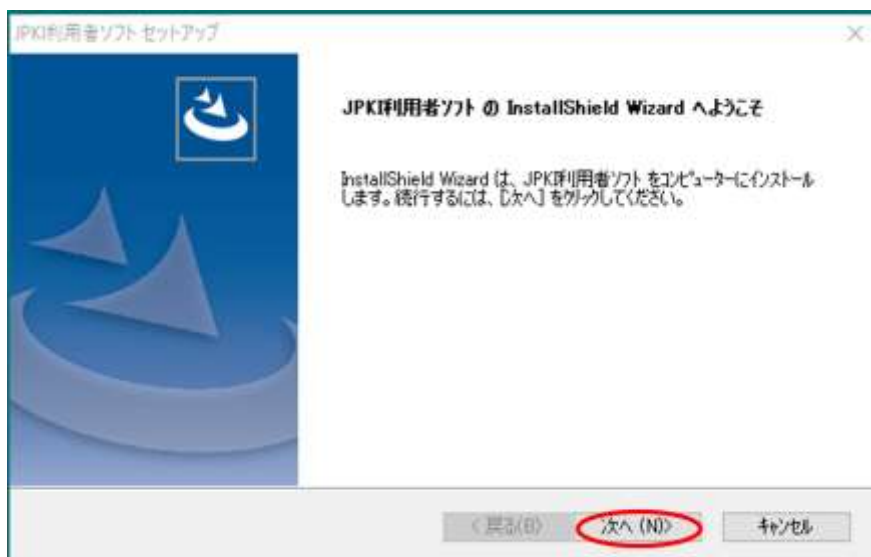 JPKI利用者ソフト セットアップ
JPKI利用者ソフト の InstallShield Wizard へようこそ
InstallShield Wizard は、JPKI利用者ソフト をコンピューターにインストール
します。続行するには、[次へ] をクリックしてください。
< 戻る(B)
次へ (N)>
キャンセル